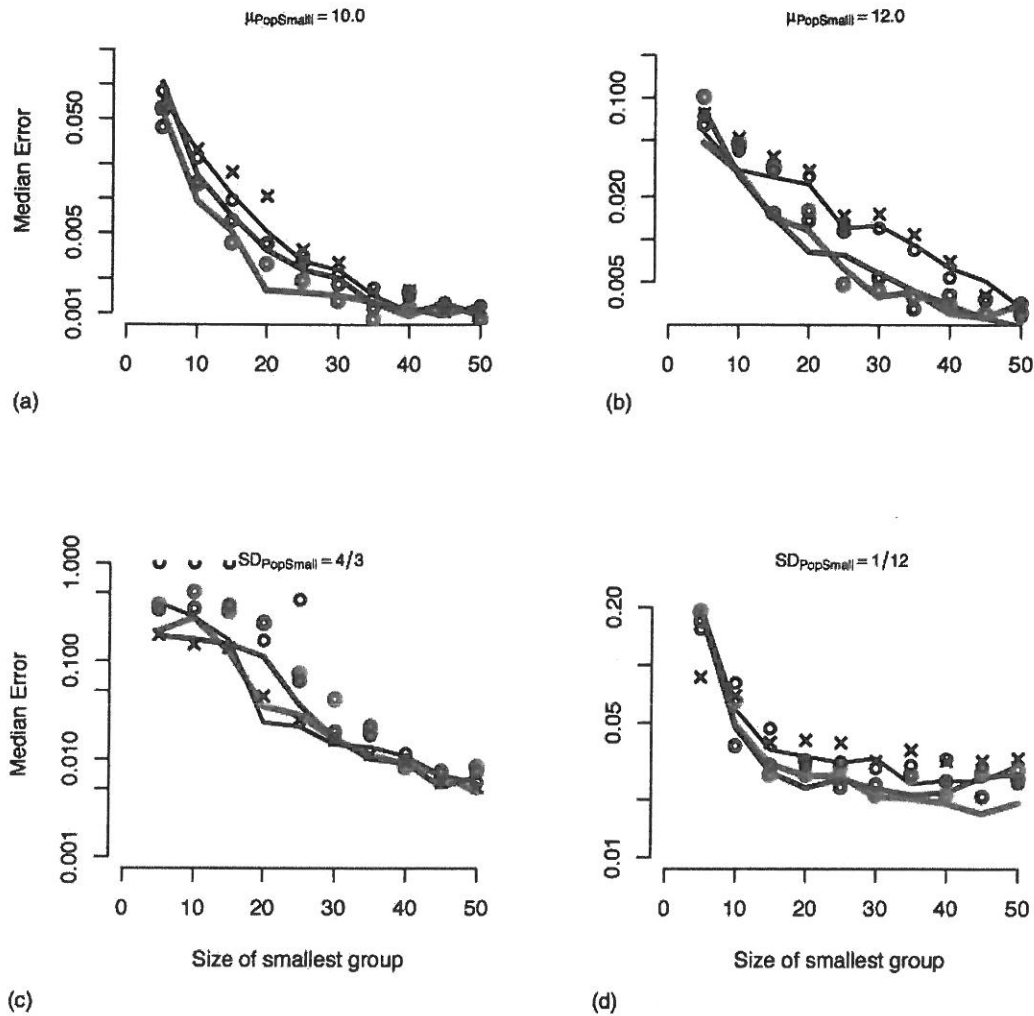 μPopSmall = 10.0
Median Error
0.050
0.005
0.001
0 10 20 30 40 50
(a)
μPopSmall = 12.0
0.100
0.020
0.005
0 10 20 30 40 50
(b)
SDPopSmall = 4/3
Median Error
1.000
0.100
0.010
0.001
0 10 20 30 40 50
Size of smallest group
(c)
SDPopSmall = 1/12
0.20
0.05
0.01
0 10 20 30 40 50
Size of smallest group
(d)